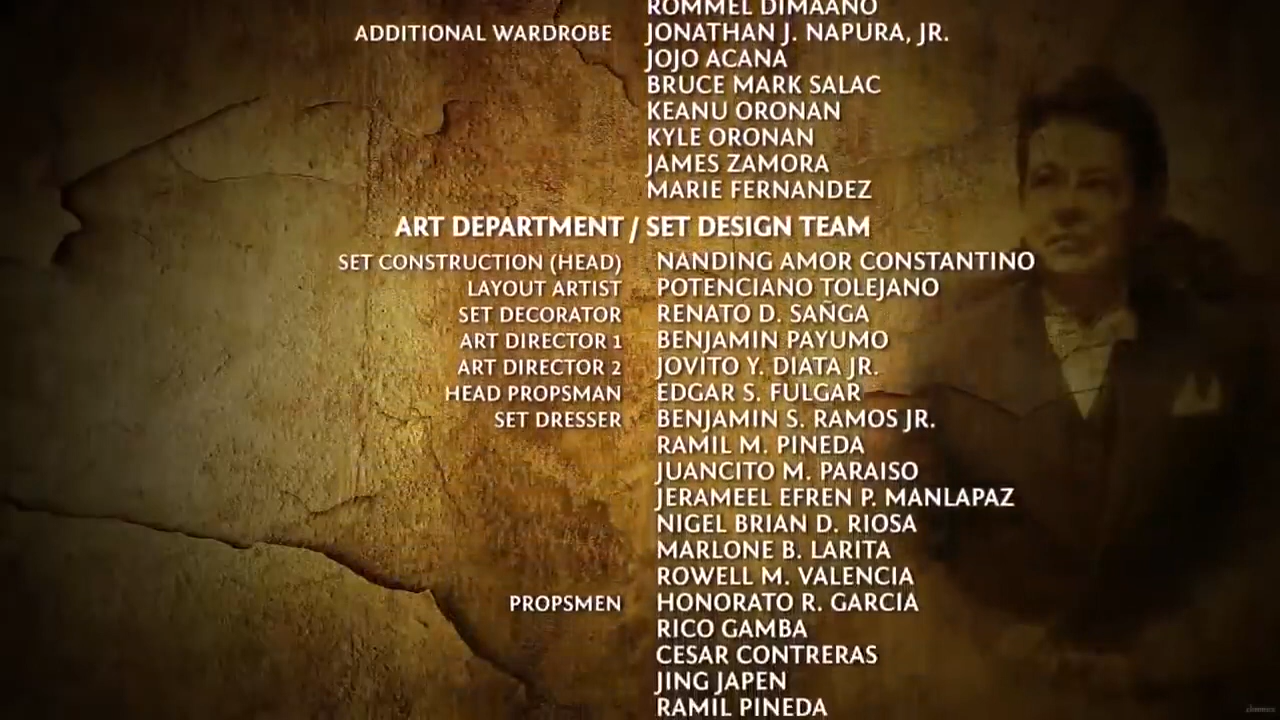 ROMMEL DIMAANO
ADDITIONAL WARDROBE JONATHAN J. NAPURA, JR.
JOJO ACANA
BRUCE MARK SALAC
KEANU ORONAN
KYLE ORONAN
JAMES ZAMORA
MARIE FERNANDEZ
ART DEPARTMENT / SET DESIGN TEAM
SET CONSTRUCTION (HEAD) NANDING AMOR CONSTANTINO
LAYOUT ARTIST POTENCIANO TOLEJANO
SET DECORATOR RENATO D. SAÑGA
ART DIRECTOR 1 BENJAMIN PAYUMO
ART DIRECTOR 2 JOVITO Y. DIATA JR.
HEAD PROPSMAN EDGAR S. FULGAR
SET DRESSER BENJAMIN S. RAMOS JR.
RAMIL M. PINEDA
JUANCITO M. PARAISO
JERAMEEL EFREN P. MANLAPAZ
NIGEL BRIAN D. RIOSA
MARLONE B. LARITA
ROWELL M. VALENCIA
PROPSMEN HONORATO R. GARCIA
RICO GAMBA
CESAR CONTRERAS
JING JAPEN
RAMIL PINEDA